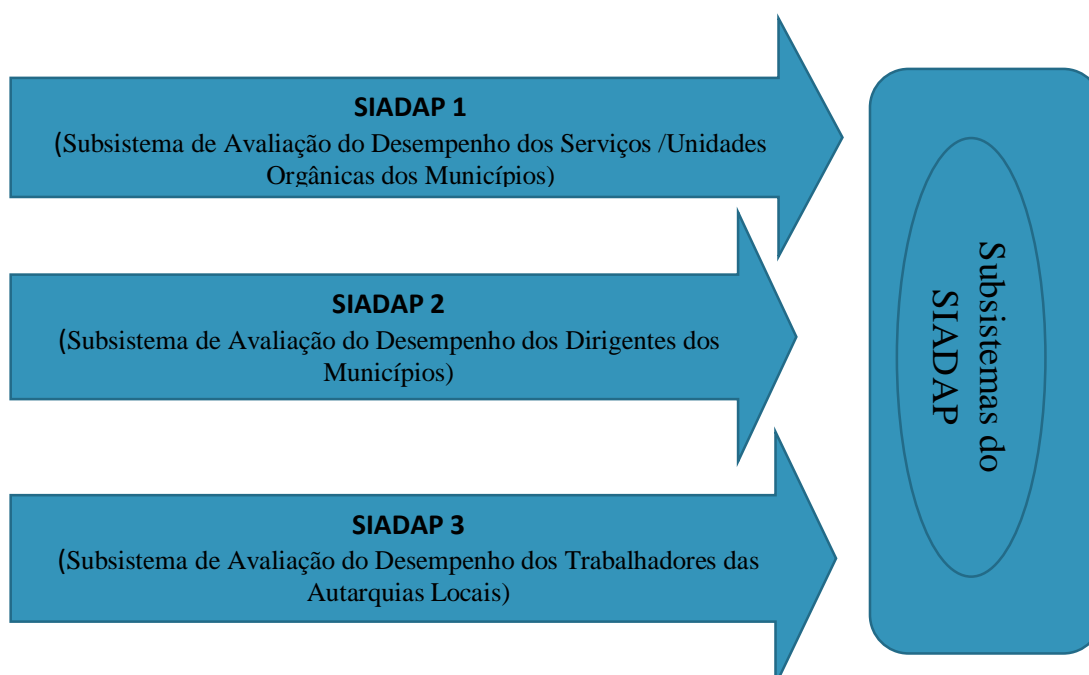 SIADAP 1
(Subsistema de Avaliação do Desempenho dos Serviços /Unidades
Orgânicas dos Municípios)
SIADAP 2
(Subsistema de Avaliação do Desempenho dos Dirigentes dos
Municípios)
SIADAP 3
(Subsistema de Avaliação do Desempenho dos Trabalhadores das
Autarquias Locais)
Subsistemas do
SIADAP